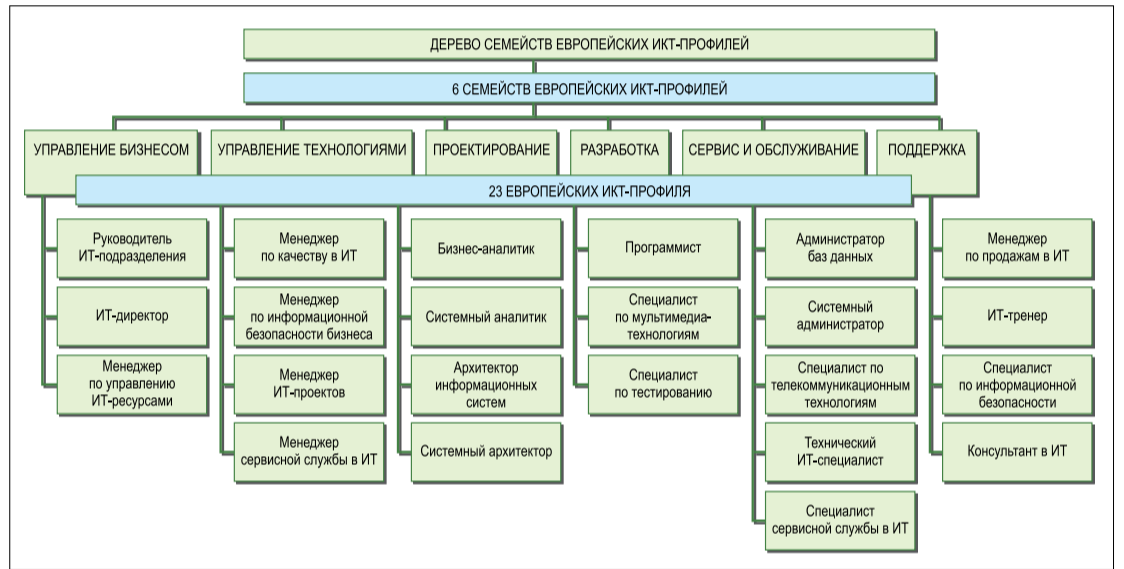 ДЕРЕВО СЕМЕЙСТВ ЕВРОПЕЙСКИХ ИКТ-ПРОФИЛЕЙ
6 СЕМЕЙСТВ ЕВРОПЕЙСКИХ ИКТ-ПРОФИЛЕЙ
УПРАВЛЕНИЕ БИЗНЕСОМ
УПРАВЛЕНИЕ ТЕХНОЛОГИЯМИ
ПРОЕКТИРОВАНИЕ
РАЗРАБОТКА
СЕРВИС И ОБСЛУЖИВАНИЕ
ПОДДЕРЖКА
23 ЕВРОПЕЙСКИХ ИКТ-ПРОФИЛЯ
Руководитель
ИТ-подразделения
ИТ-директор
Менеджер
по управлению
ИТ-ресурсами
Менеджер
по качеству в ИТ
Менеджер
по информационной
безопасности бизнеса
Менеджер
ИТ-проектов
Менеджер
сервисной службы в ИТ
Бизнес-аналитик
Системный аналитик
Архитектор
информационных
систем
Системный архитектор
Программист
Специалист
по мультимедиа-
технологиям
Специалист
по тестированию
Администратор
баз данных
Системный
администратор
Специалист по
телекоммуникационным
технологиям
Технический
ИТ-специалист
Специалист
сервисной службы в ИТ
Менеджер
по продажам в ИТ
ИТ-тренер
Специалист
по информационной
безопасности
Консультант в ИТ